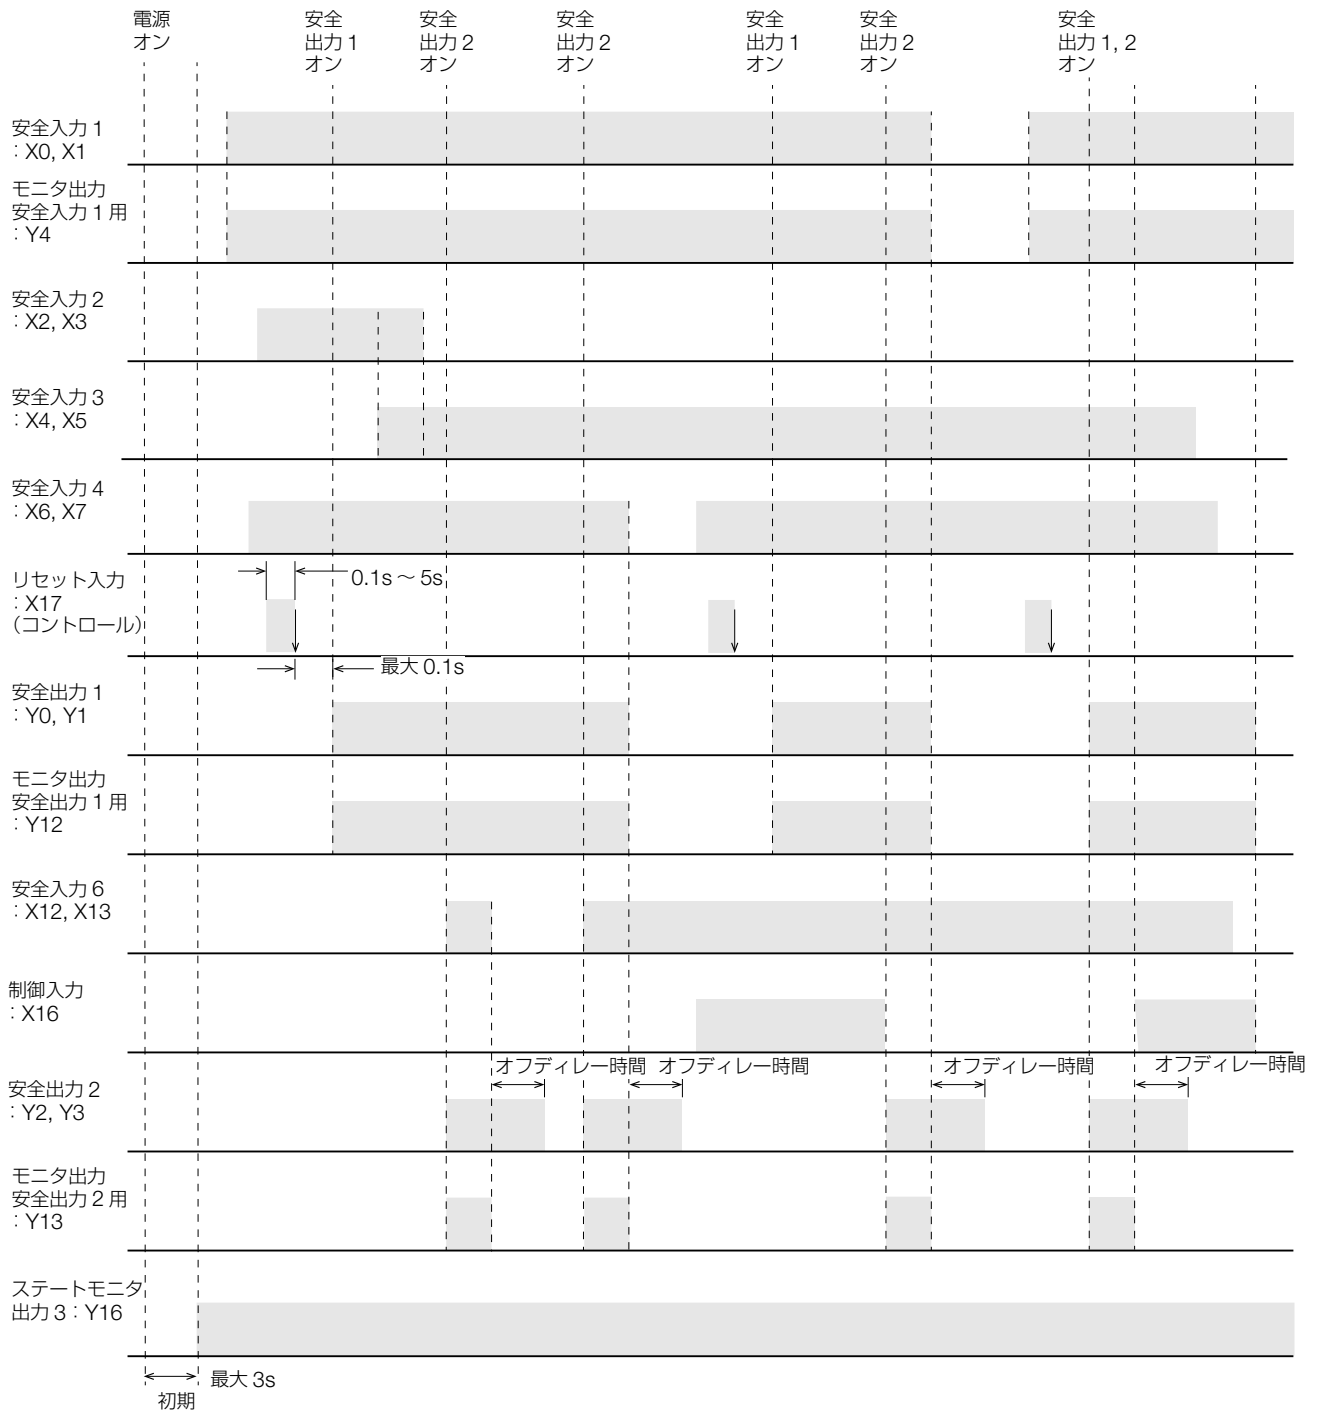 電源
オン
安全
出力 1
オン
安全
出力 2
オン
安全
出力 2
オン
安全
出力 1
オン
安全
出力 2
オン
安全
出力 1, 2
オン
安全入力 1
：X0, X1
モニタ出力
安全入力 1 用
：Y4
安全入力 2
：X2, X3
安全入力 3
：X4, X5
安全入力 4
：X6, X7
リセット入力
：X17
（コントロール）
0.1s ～ 5s
最大 0.1s
安全出力 1
：Y0, Y1
モニタ出力
安全出力 1 用
：Y12
安全入力 6
：X12, X13
制御入力
：X16
オフディレー時間
オフディレー時間
オフディレー時間
オフディレー時間
安全出力 2
：Y2, Y3
モニタ出力
安全出力 2 用
：Y13
ステートモニタ
出力 3：Y16
最大 3s
初期